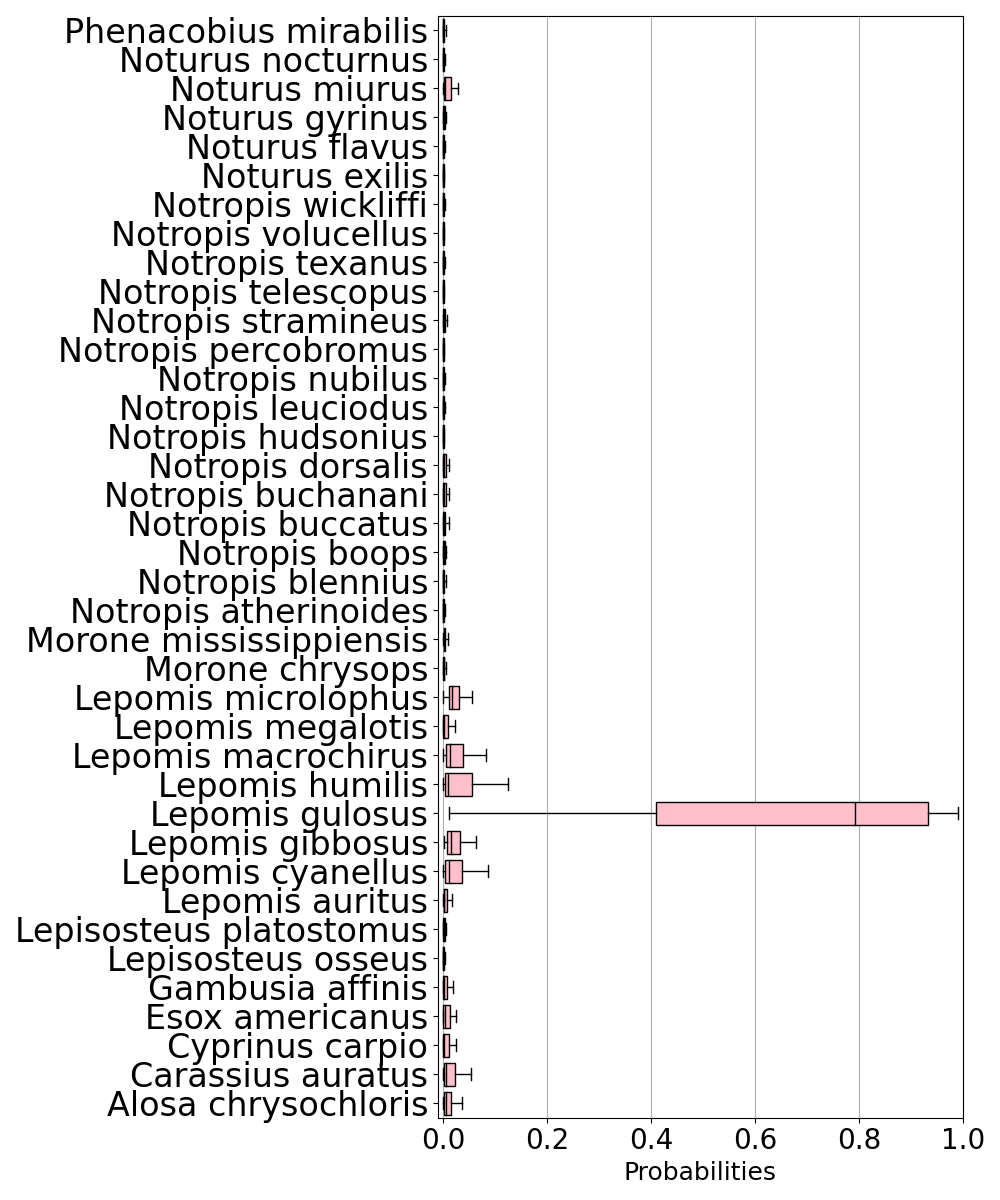 Phenacobius mirabilis
Noturus nocturnus
Noturus miurus
Noturus gyrinus
Noturus flavus
Noturus exilis
Notropis wickliffi
Notropis volucellus
Notropis texanus
Notropis telescopus
Notropis stramineus
Notropis percobromus
Notropis nubilus
Notropis leuciodus
Notropis hudsonius
Notropis dorsalis
Notropis buchanani
Notropis buccatus
Notropis boops
Notropis blennius
Notropis atherinoides
Morone mississippiensis
Morone chrysops
Lepomis microlophus
Lepomis megalotis
Lepomis macrochirus
Lepomis humilis
Lepomis gulosus
Lepomis gibbosus
Lepomis cyanellus
Lepomis auritus
Lepisosteus platostomus
Lepisosteus osseus
Gambusia affinis
Esox americanus
Cyprinus carpio
Carassius auratus
Alosa chrysochloris
0.0 0.2 0.4 0.6 0.8 1.0
Probabilities